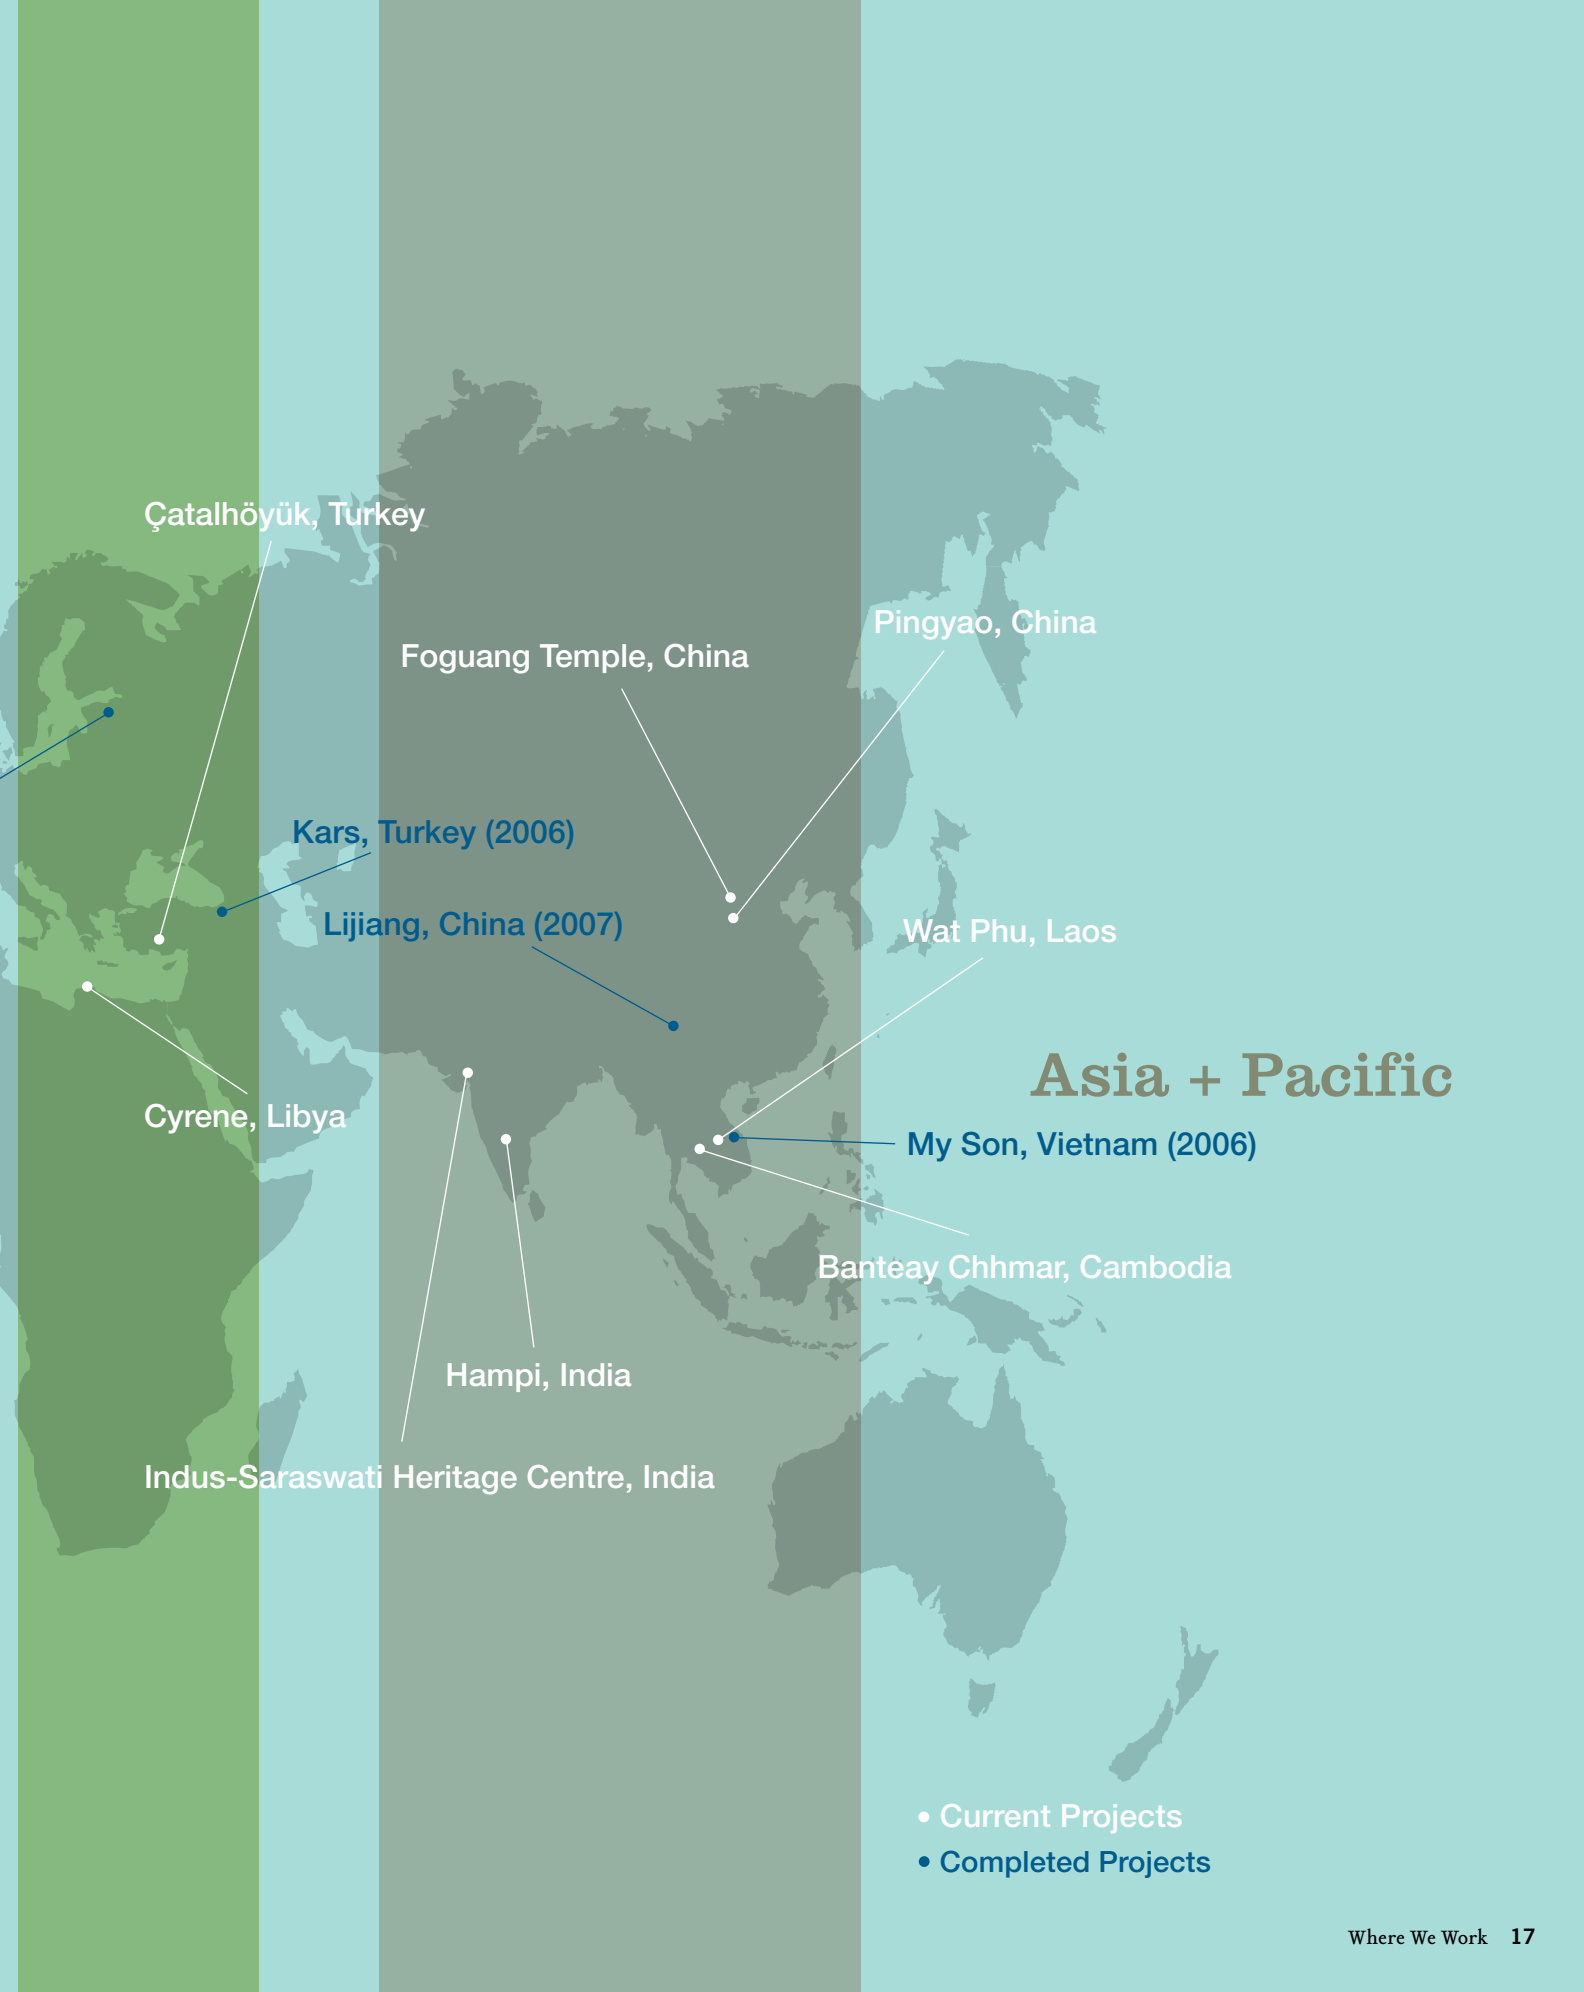 Çatalhöyük, Turkey
Pingyao, China
Foguang Temple, China
Kars, Turkey (2006)
Lijiang, China (2007)
Wat Phu, Laos
Asia + Pacific
Cyrene, Libya
My Son, Vietnam (2006)
Banteay Chhmar, Cambodia
Hampi, India
Indus-Saraswati Heritage Centre, India
Current Projects
Completed Projects
Where We Work 17